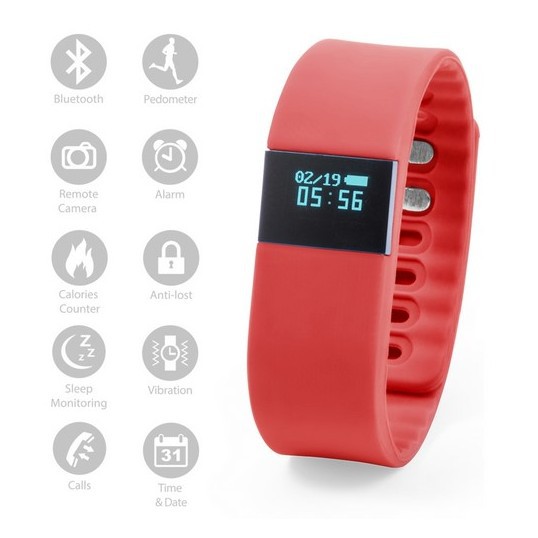 Bluetooth
Pedometer
Remote
Camera
Alarm
Calories
Counter
Anti-lost
Sleep
Monitoring
z z z
Vibration
Calls
31
Time
& Date
02/19
05:56